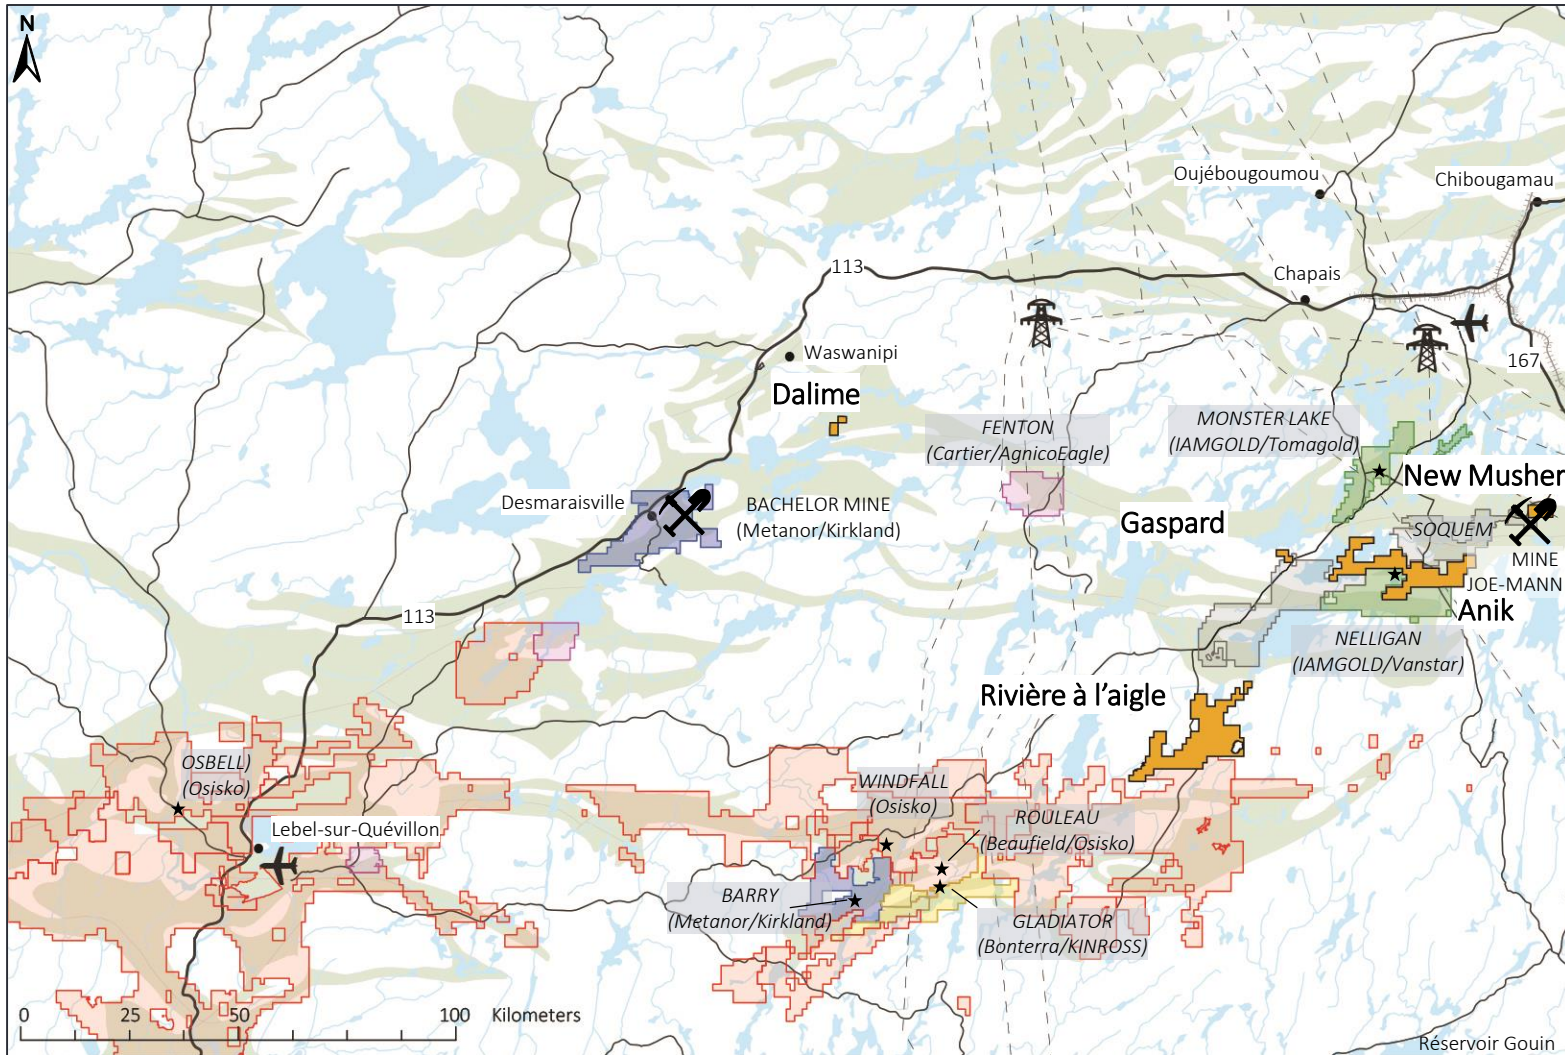 N
Oujébougoumou
Chibougamau
113
Chapais
Waswanipi
167
Dalime
FENTON
(Cartier/AgnicoEagle)
MONSTER LAKE
(IAMGOLD/Tomagold)
New Musher
Desmaraisville
BACHELOR MINE
(Metanor/Kirkland)
Gaspard
SOQUEM
MINE
JOE-MANN
Anik
113
NELLIGAN
(IAMGOLD/Vanstar)
Rivière à l’aigle
OSBELL)
(Osisko)
WINDFALL
(Osisko)
ROULEAU
(Beaufield/Osisko)
Lebel-sur-Quévillon
BARRY
(Metanor/Kirkland)
GLADIATOR
(Bonterra/KINROSS)
0 25 50 100 Kilometers
Réservoir Gouin